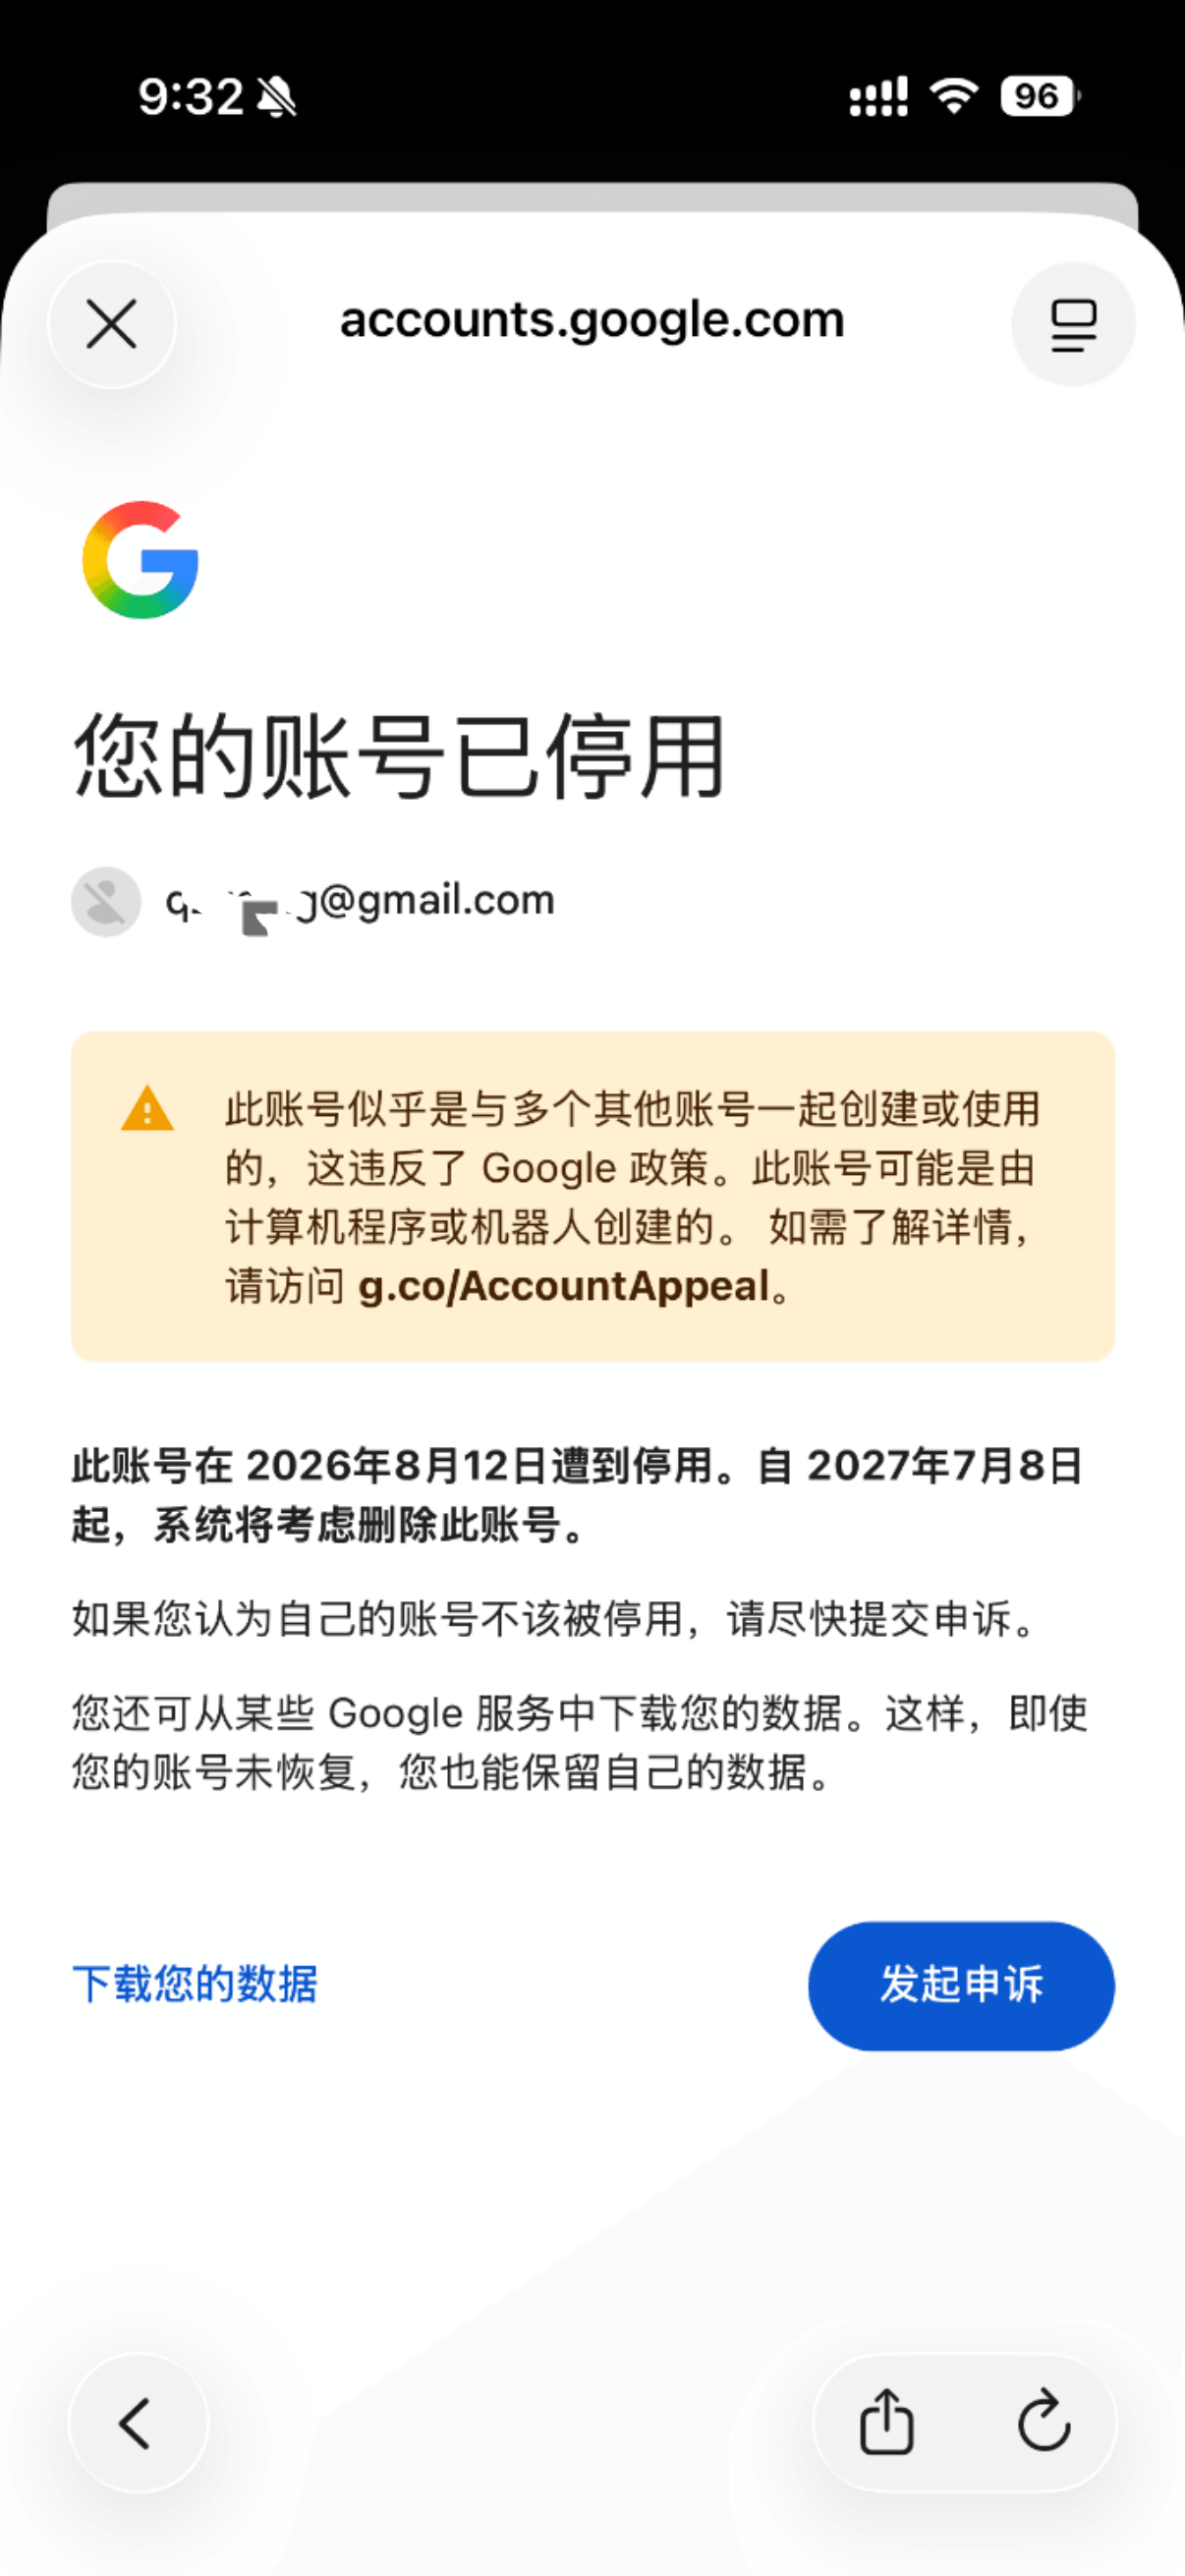 9:32
96
accounts.google.com
您的账号已停用
g@gmail.com
此账号似乎是与多个其他账号一起创建或使用
的，这违反了 Google 政策。此账号可能是由
计算机程序或机器人创建的。 如需了解详情，
请访问 g.co/AccountAppeal。
此账号在 2026年8月12日遭到停用。自 2027年7月8日
起，系统将考虑删除此账号。
如果您认为自己的账号不该被停用，请尽快提交申诉。
您还可从某些 Google 服务中下载您的数据。这样，即使
您的账号未恢复，您也能保留自己的数据。
下载您的数据
发起申诉